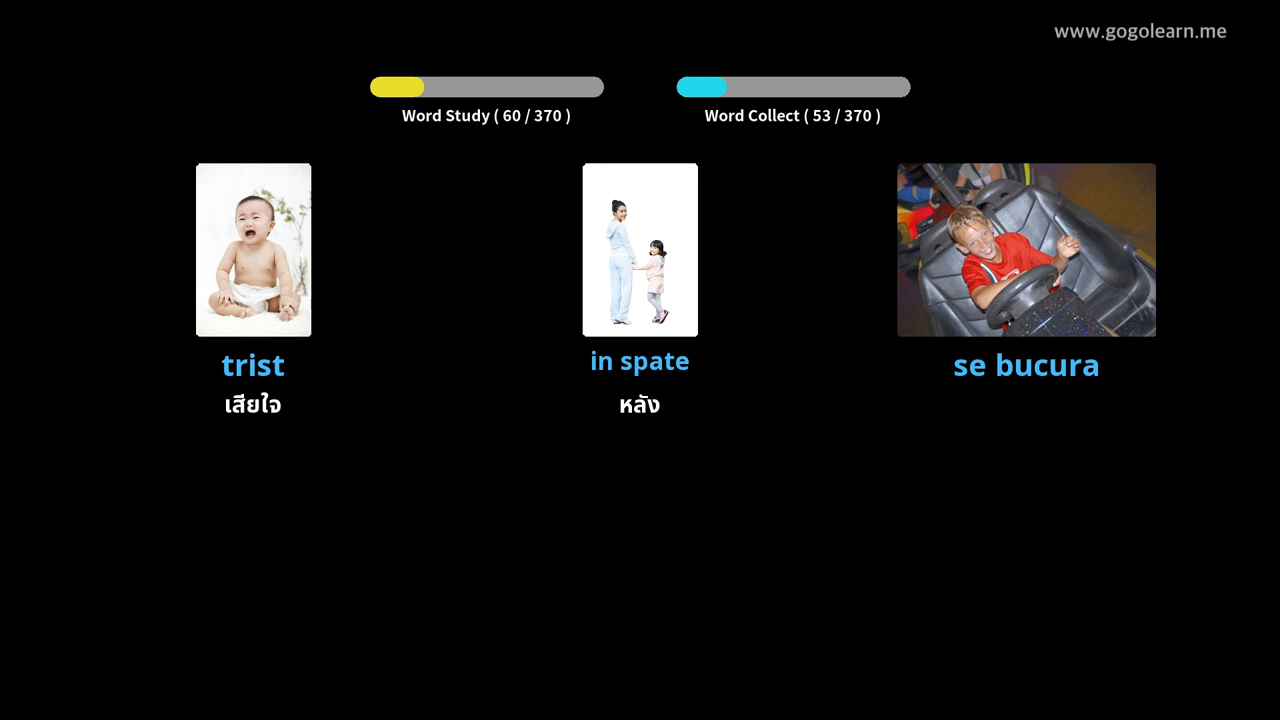 www.gogolearn.me
Word Study ( 60 / 370 )
Word Collect ( 53 / 370 )
trist
in spate
se bucura
เสียใจ
หลัง